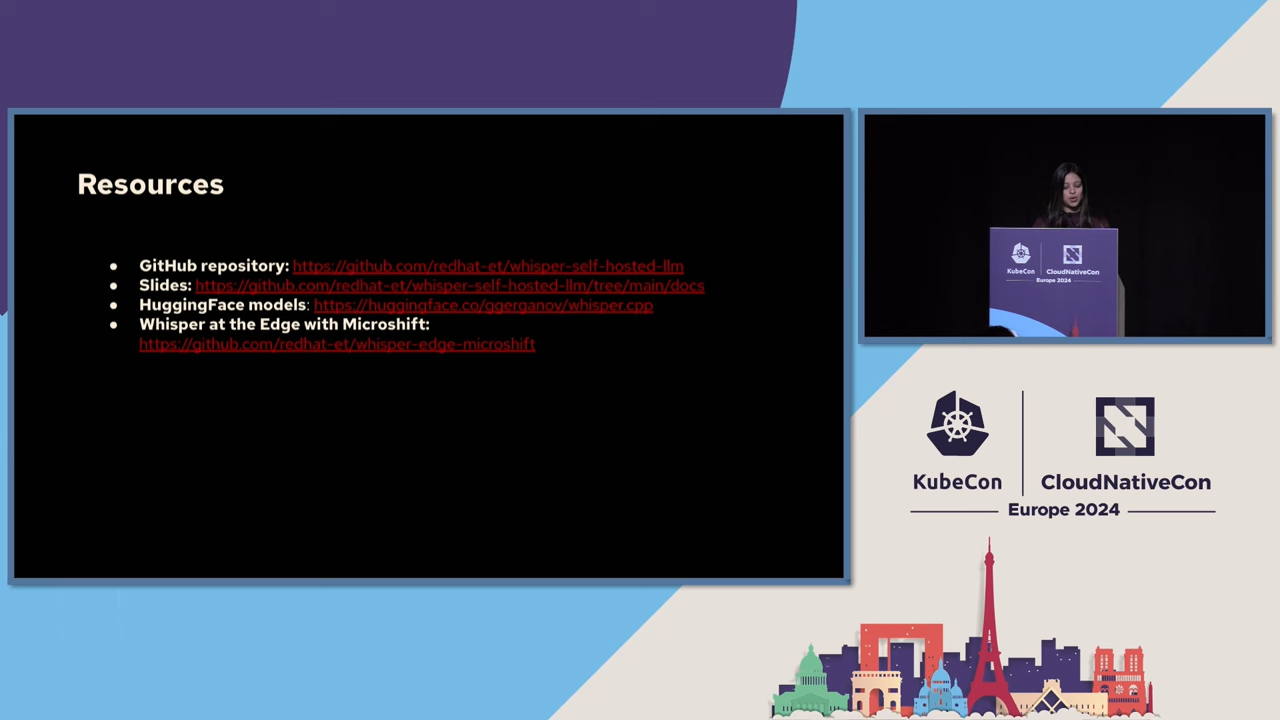 Resources
● GitHub repository: https://github.com/redhat-et/whisper-self-hosted-llm
● Slides: https://github.com/redhat-et/whisper-self-hosted-llm/tree/main/docs
● HuggingFace models: https://huggingface.co/ggerganov/whisper.cpp
● Whisper at the Edge with Microshift:
https://github.com/redhat-et/whisper-edge-microshift
KubeCon
CloudNativeCon
Europe 2024
KubeCon
CloudNativeCon
Europe 2024